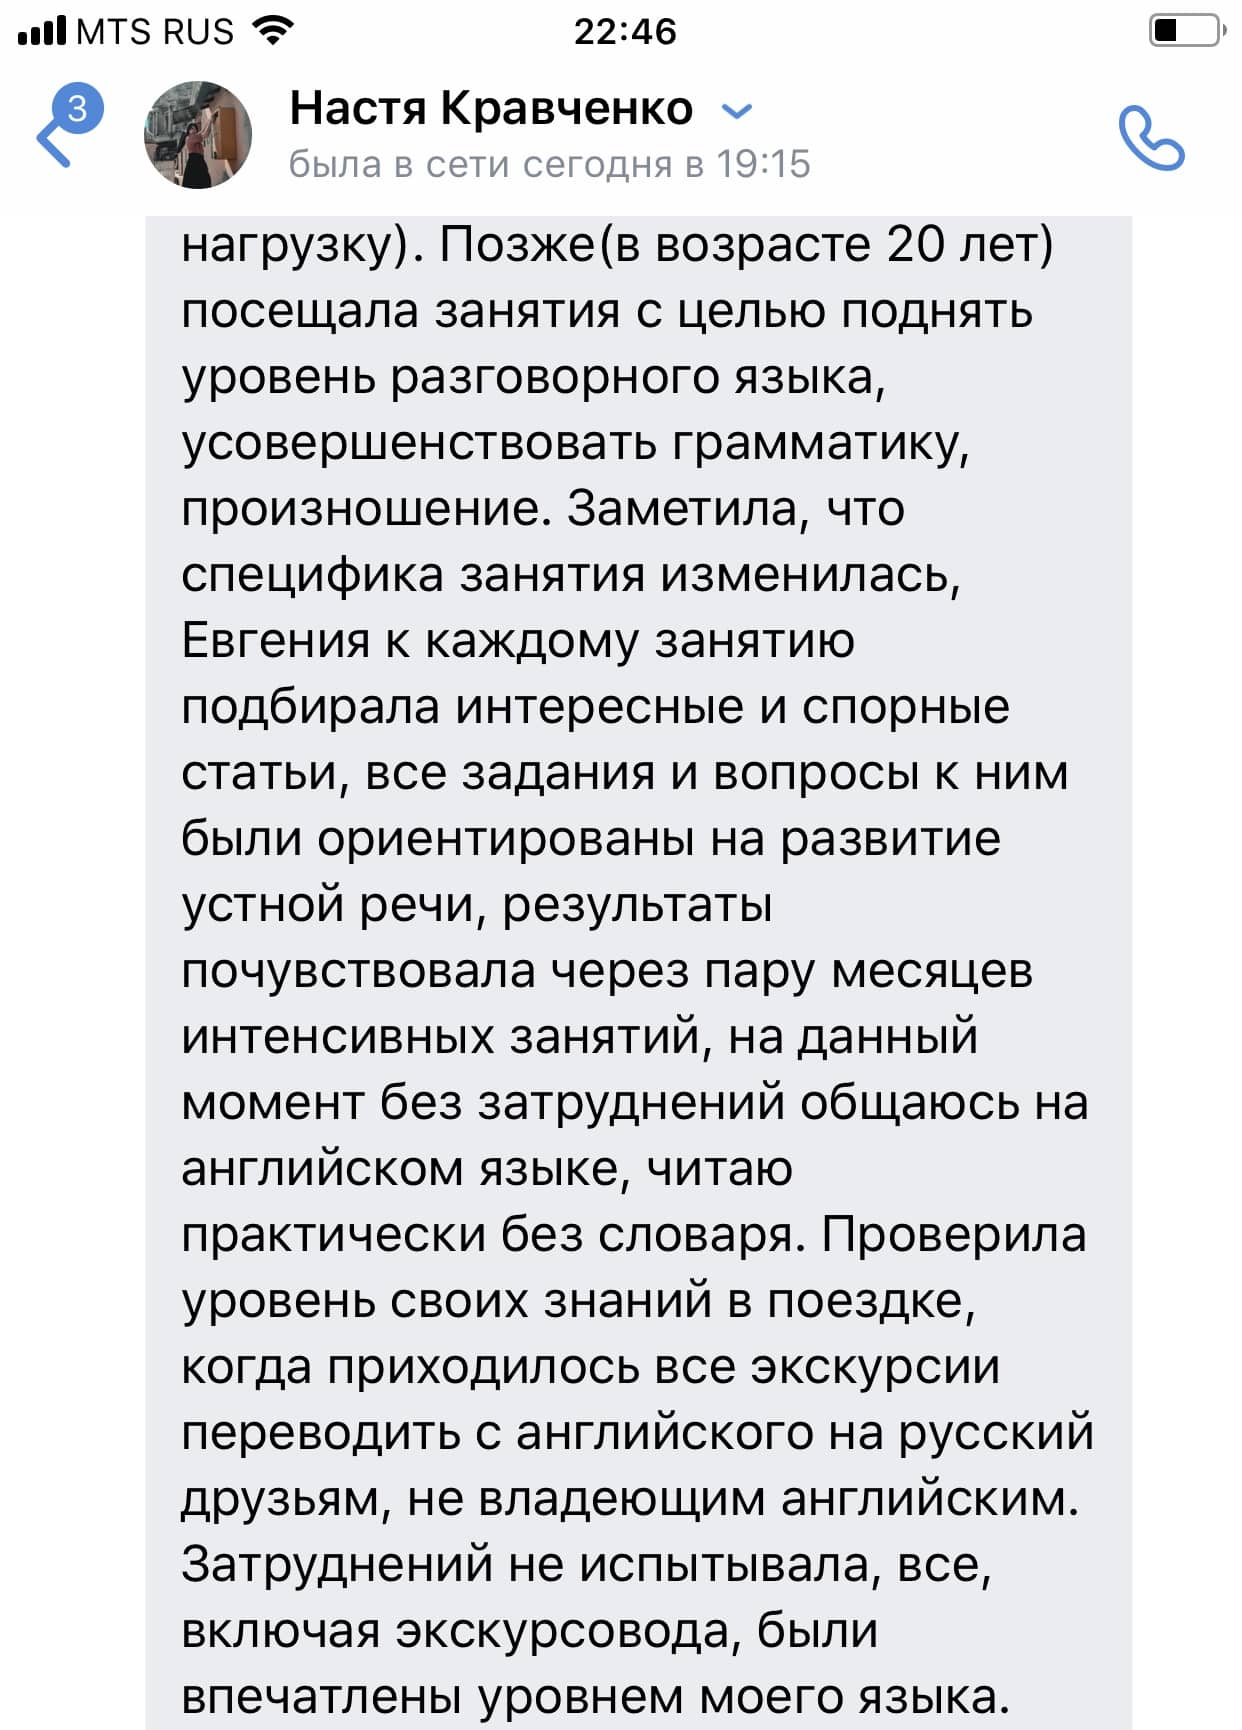 MTS RUS 22:46
3
Настя Кравченко
была в сети сегодня в 19:15
нагрузку). Позже(в возрасте 20 лет)
посещала занятия с целью поднять
уровень разговорного языка,
усовершенствовать грамматику,
произношение. Заметила, что
специфика занятия изменилась,
Евгения к каждому занятию
подбирала интересные и спорные
статьи, все задания и вопросы к ним
были ориентированы на развитие
устной речи, результаты
почувствовала через пару месяцев
интенсивных занятий, на данный
момент без затруднений общаюсь на
английском языке, читаю
практически без словаря. Проверила
уровень своих знаний в поездке,
когда приходилось все экскурсии
переводить с английского на русский
друзьям, не владеющим английским.
Затруднений не испытывала, все,
включая экскурсовода, были
впечатлены уровнем моего языка.